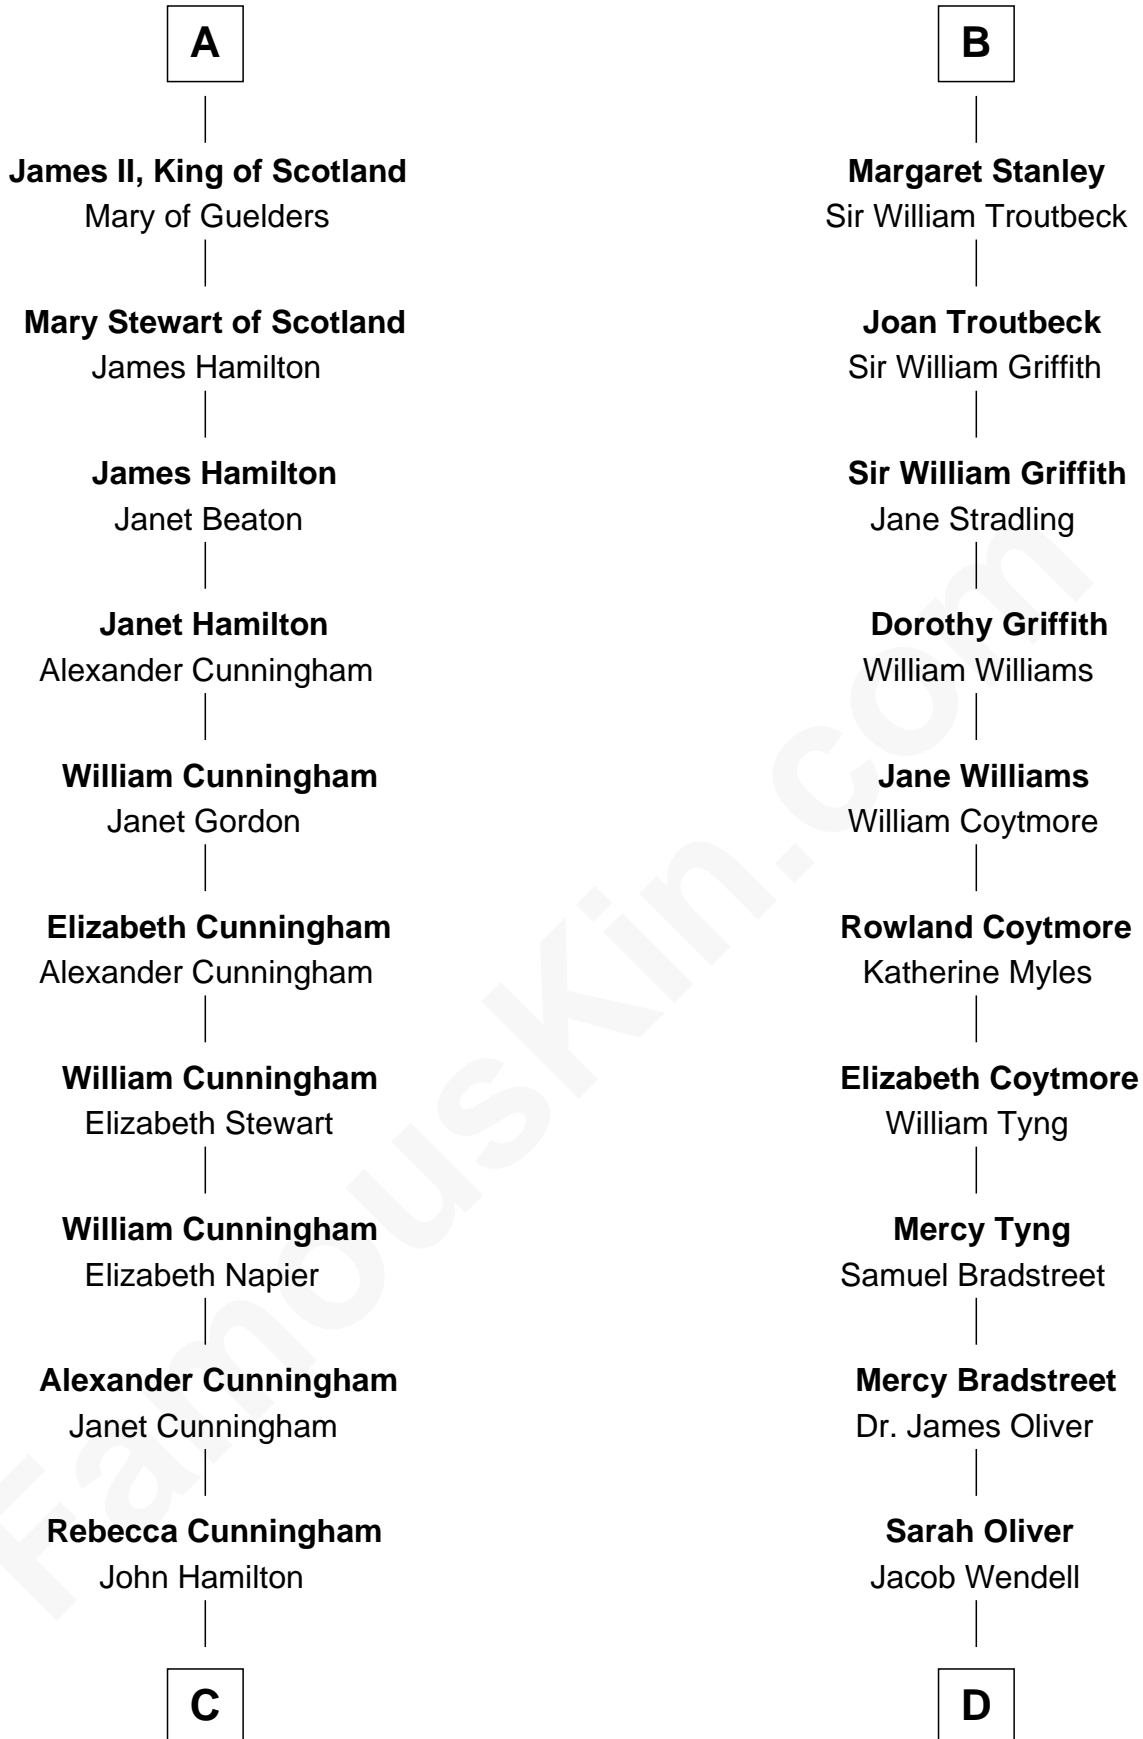 A
James II, King of Scotland
Mary of Guelders
Mary Stewart of Scotland
James Hamilton
James Hamilton
Janet Beaton
Janet Hamilton
Alexander Cunningham
William Cunningham
Janet Gordon
Elizabeth Cunningham
Alexander Cunningham
William Cunningham
Elizabeth Stewart
William Cunningham
Elizabeth Napier
Alexander Cunningham
Janet Cunningham
Rebecca Cunningham
John Hamilton
C
B
Margaret Stanley
Sir William Troutbeck
Joan Troutbeck
Sir William Griffith
Sir William Griffith
Jane Stradling
Dorothy Griffith
William Williams
Jane Williams
William Coytmore
Rowland Coytmore
Katherine Myles
Elizabeth Coytmore
William Tyng
Mercy Tyng
Samuel Bradstreet
Mercy Bradstreet
Dr. James Oliver
Sarah Oliver
Jacob Wendell
D
FamousKin.com